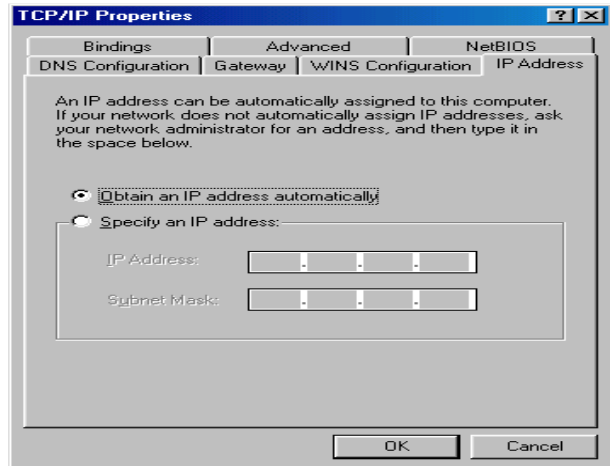 TCP/IP Properties
? X
Bindings Advanced NetBIOS
DNS Configuration Gateway WINS Configuration IP Address
An IP address can be automatically assigned to this computer.
If your network does not automatically assign IP addresses, ask
your network administrator for an address, and then type it in
the space below.
Obtain an IP address automatically
Specify an IP address:
IP Address:
. . .
Subnet Mask:
. . .
OK Cancel